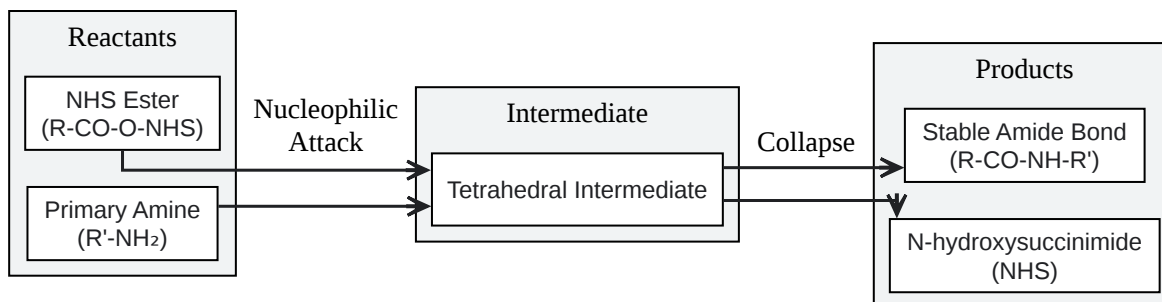 Reactants
NHS Ester
(R-CO-O-NHS)
Primary Amine
(R'-NH₂)
Nucleophilic
Attack
Intermediate
Tetrahedral Intermediate
Collapse
Products
Stable Amide Bond
(R-CO-NH-R')
N-hydroxysuccinimide
(NHS)